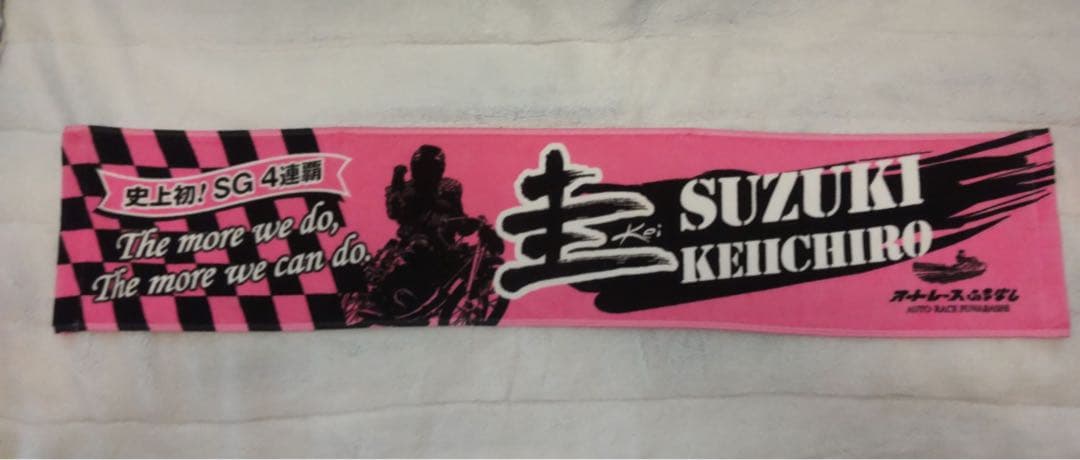 史上初! SG 4連覇
The more we do,
The more we can do.
圭
Kei
SUZUKI
KEIICHIRO
オートレースふなばし
AUTO RACE FUNABASHI